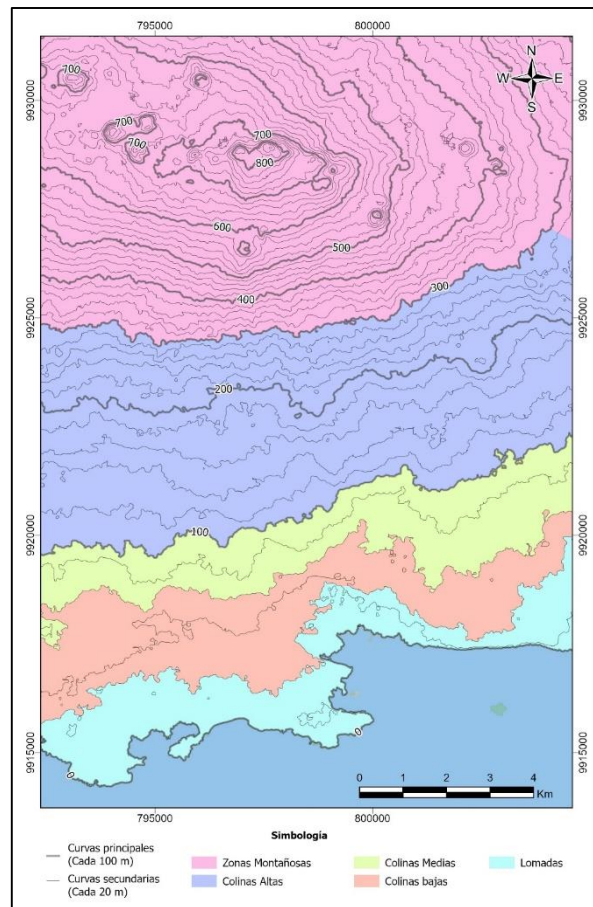 795000 800000
N
W E
S
9930000 9930000
700
700
700
700
800
600
500
400
300
9925000 9925000
200
100
9920000 9920000
0
0
9915000 9915000
0 1 2 3 4
Km
795000 800000
Simbología
Curvas principales
(Cada 100 m)
Curvas secundarias
(Cada 20 m)
Zonas Montañosas
Colinas Altas
Colinas Medias
Colinas bajas
Lomadas